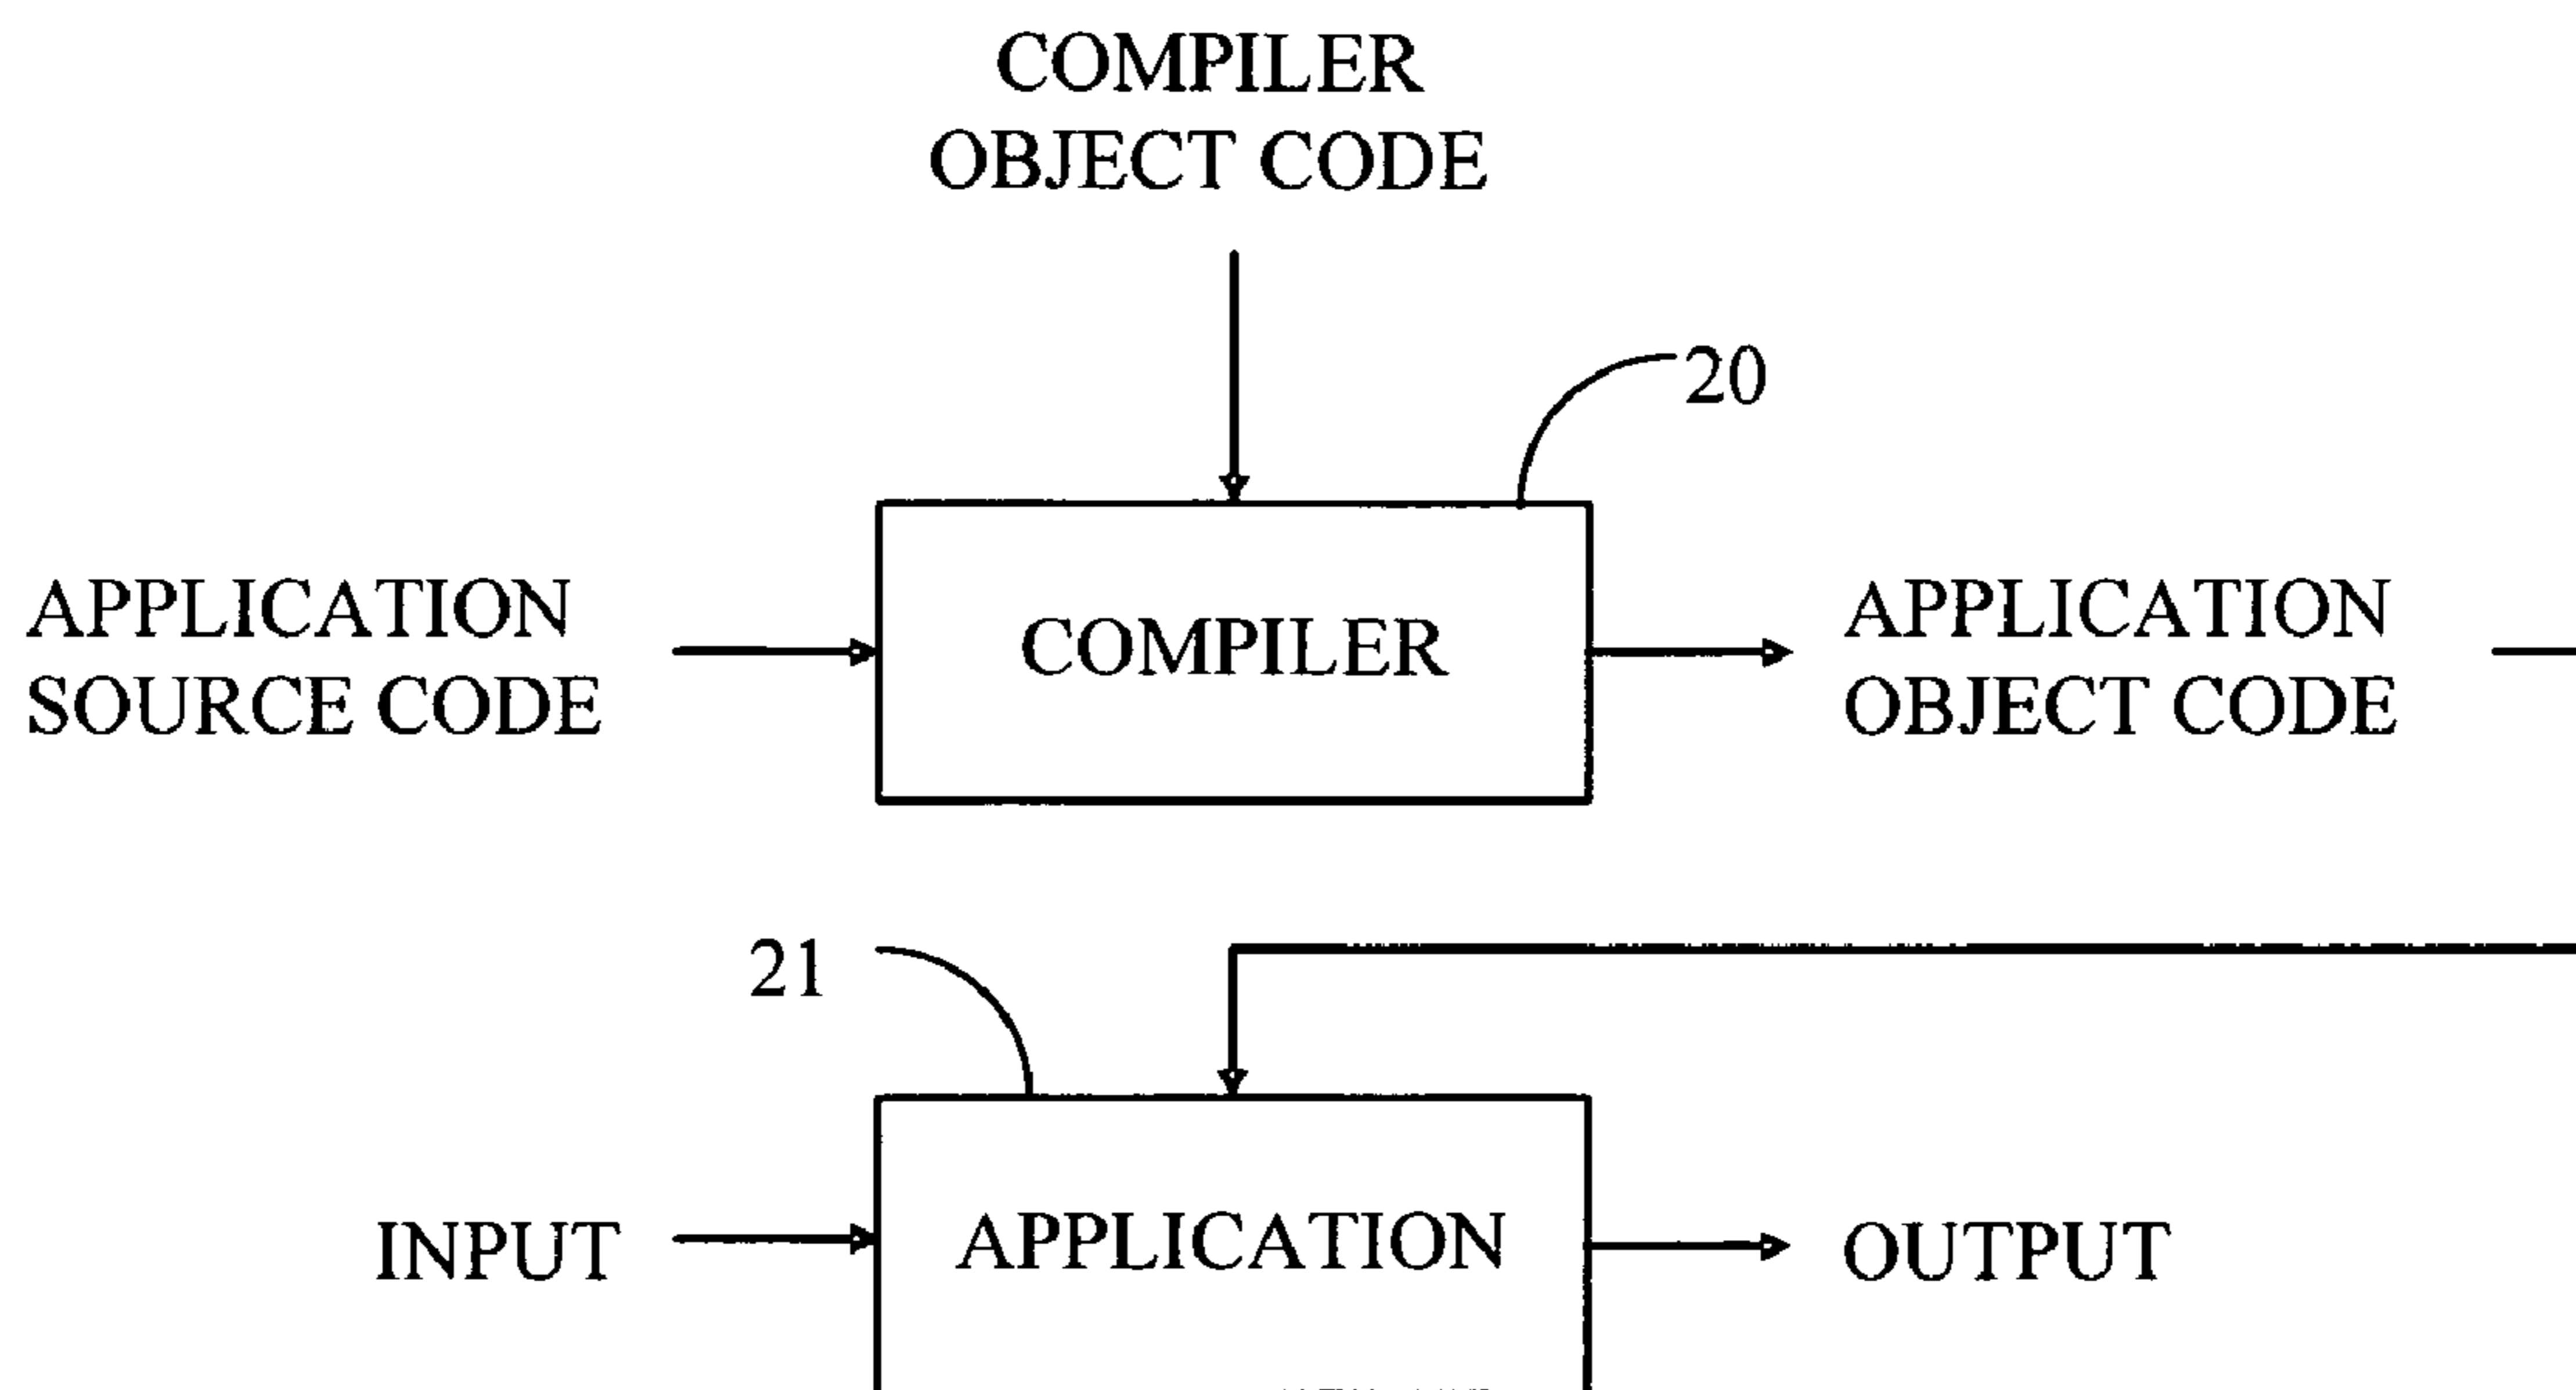 COMPILER
OBJECT CODE
20
APPLICATION
SOURCE CODE
COMPILER
APPLICATION
OBJECT CODE
21
INPUT
APPLICATION
OUTPUT